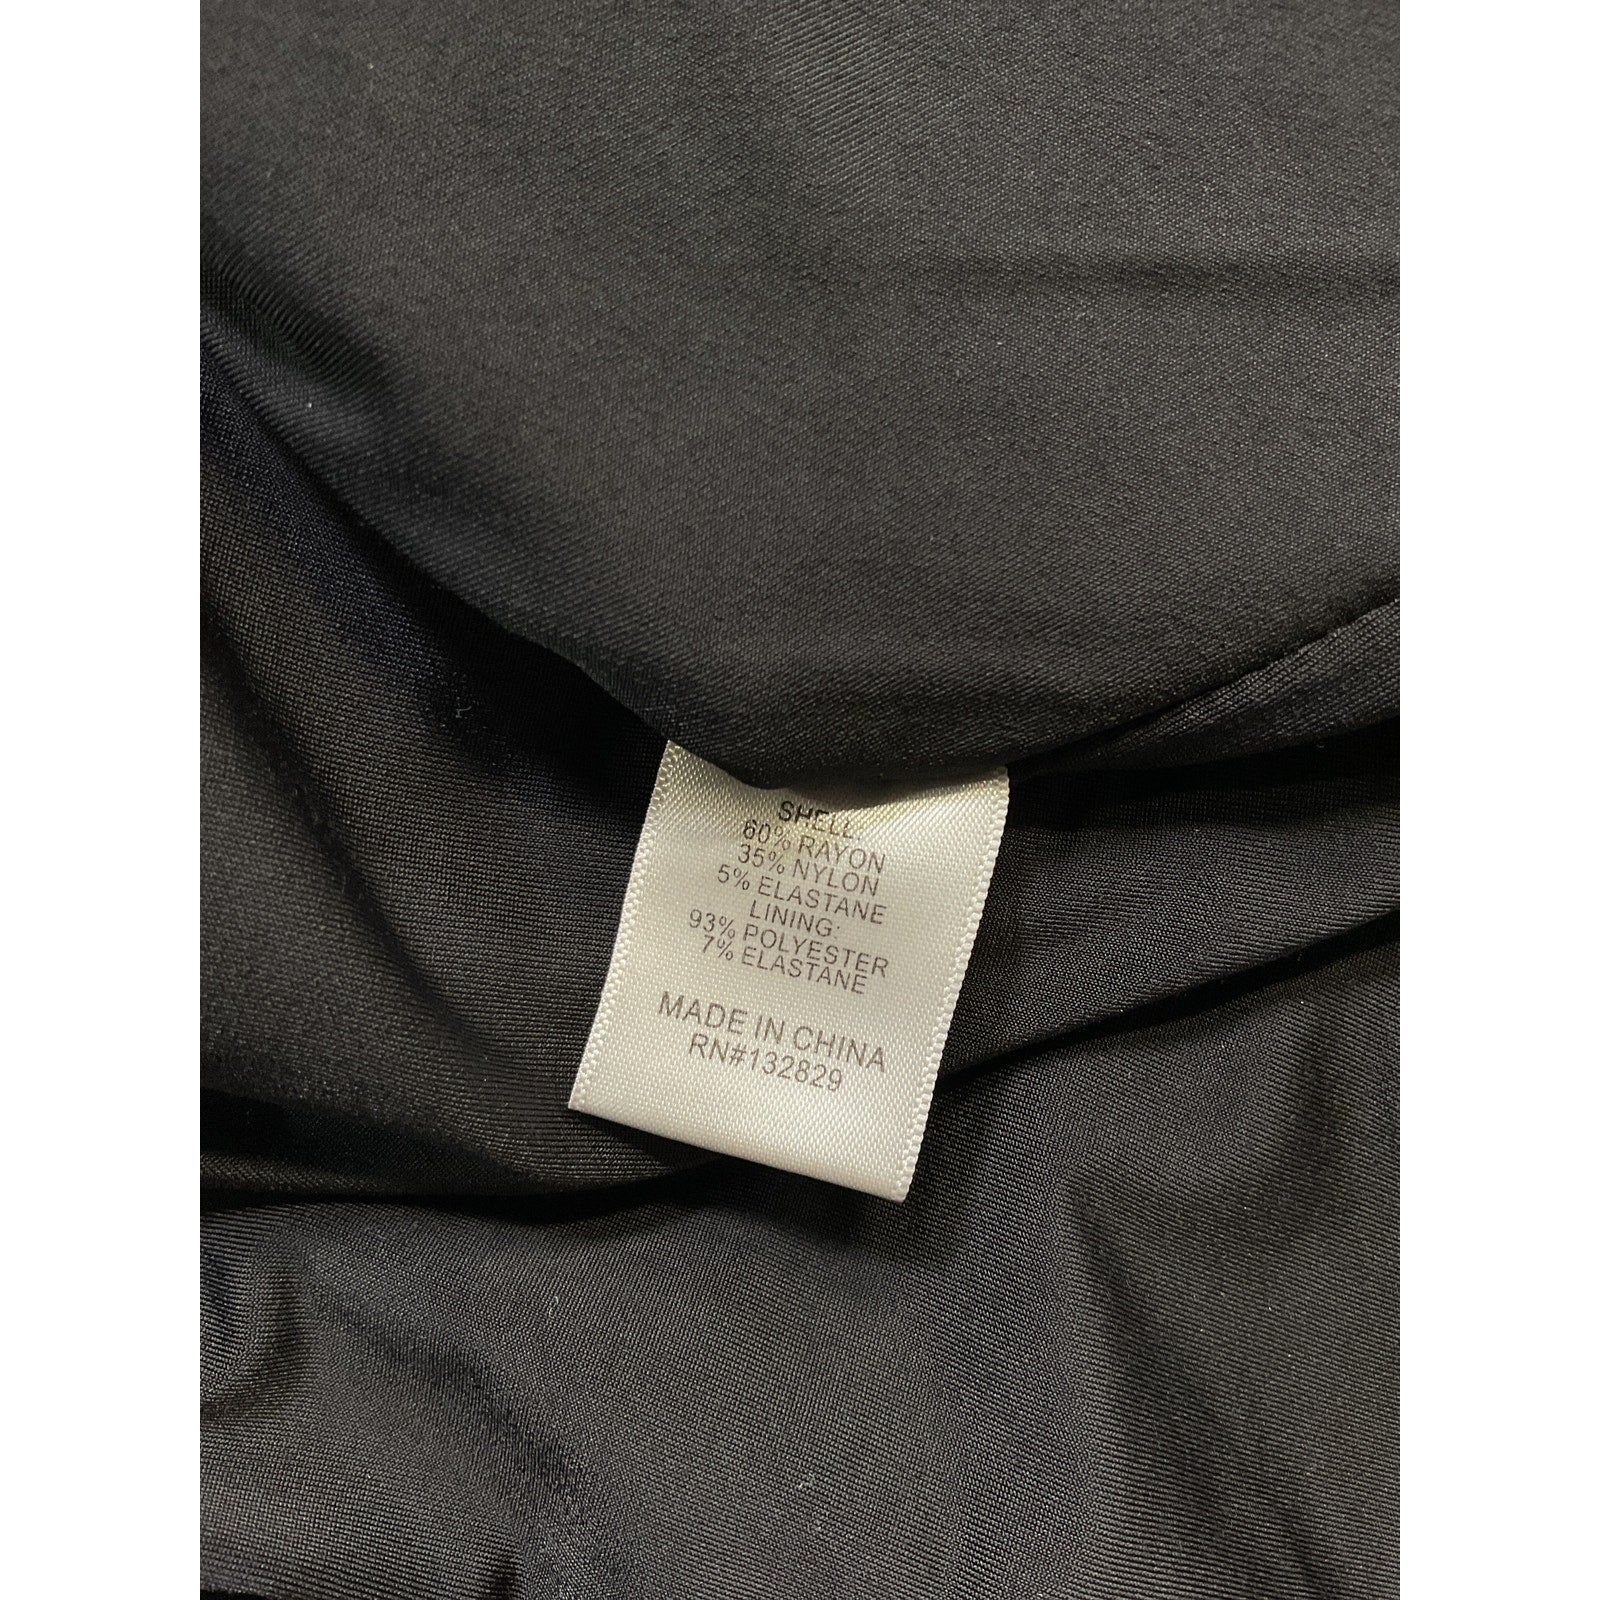 SHELL:
60% RAYON
35% NYLON
5% ELASTANE
LINING:
93% POLYESTER
7% ELASTANE
MADE IN CHINA
RN#132829